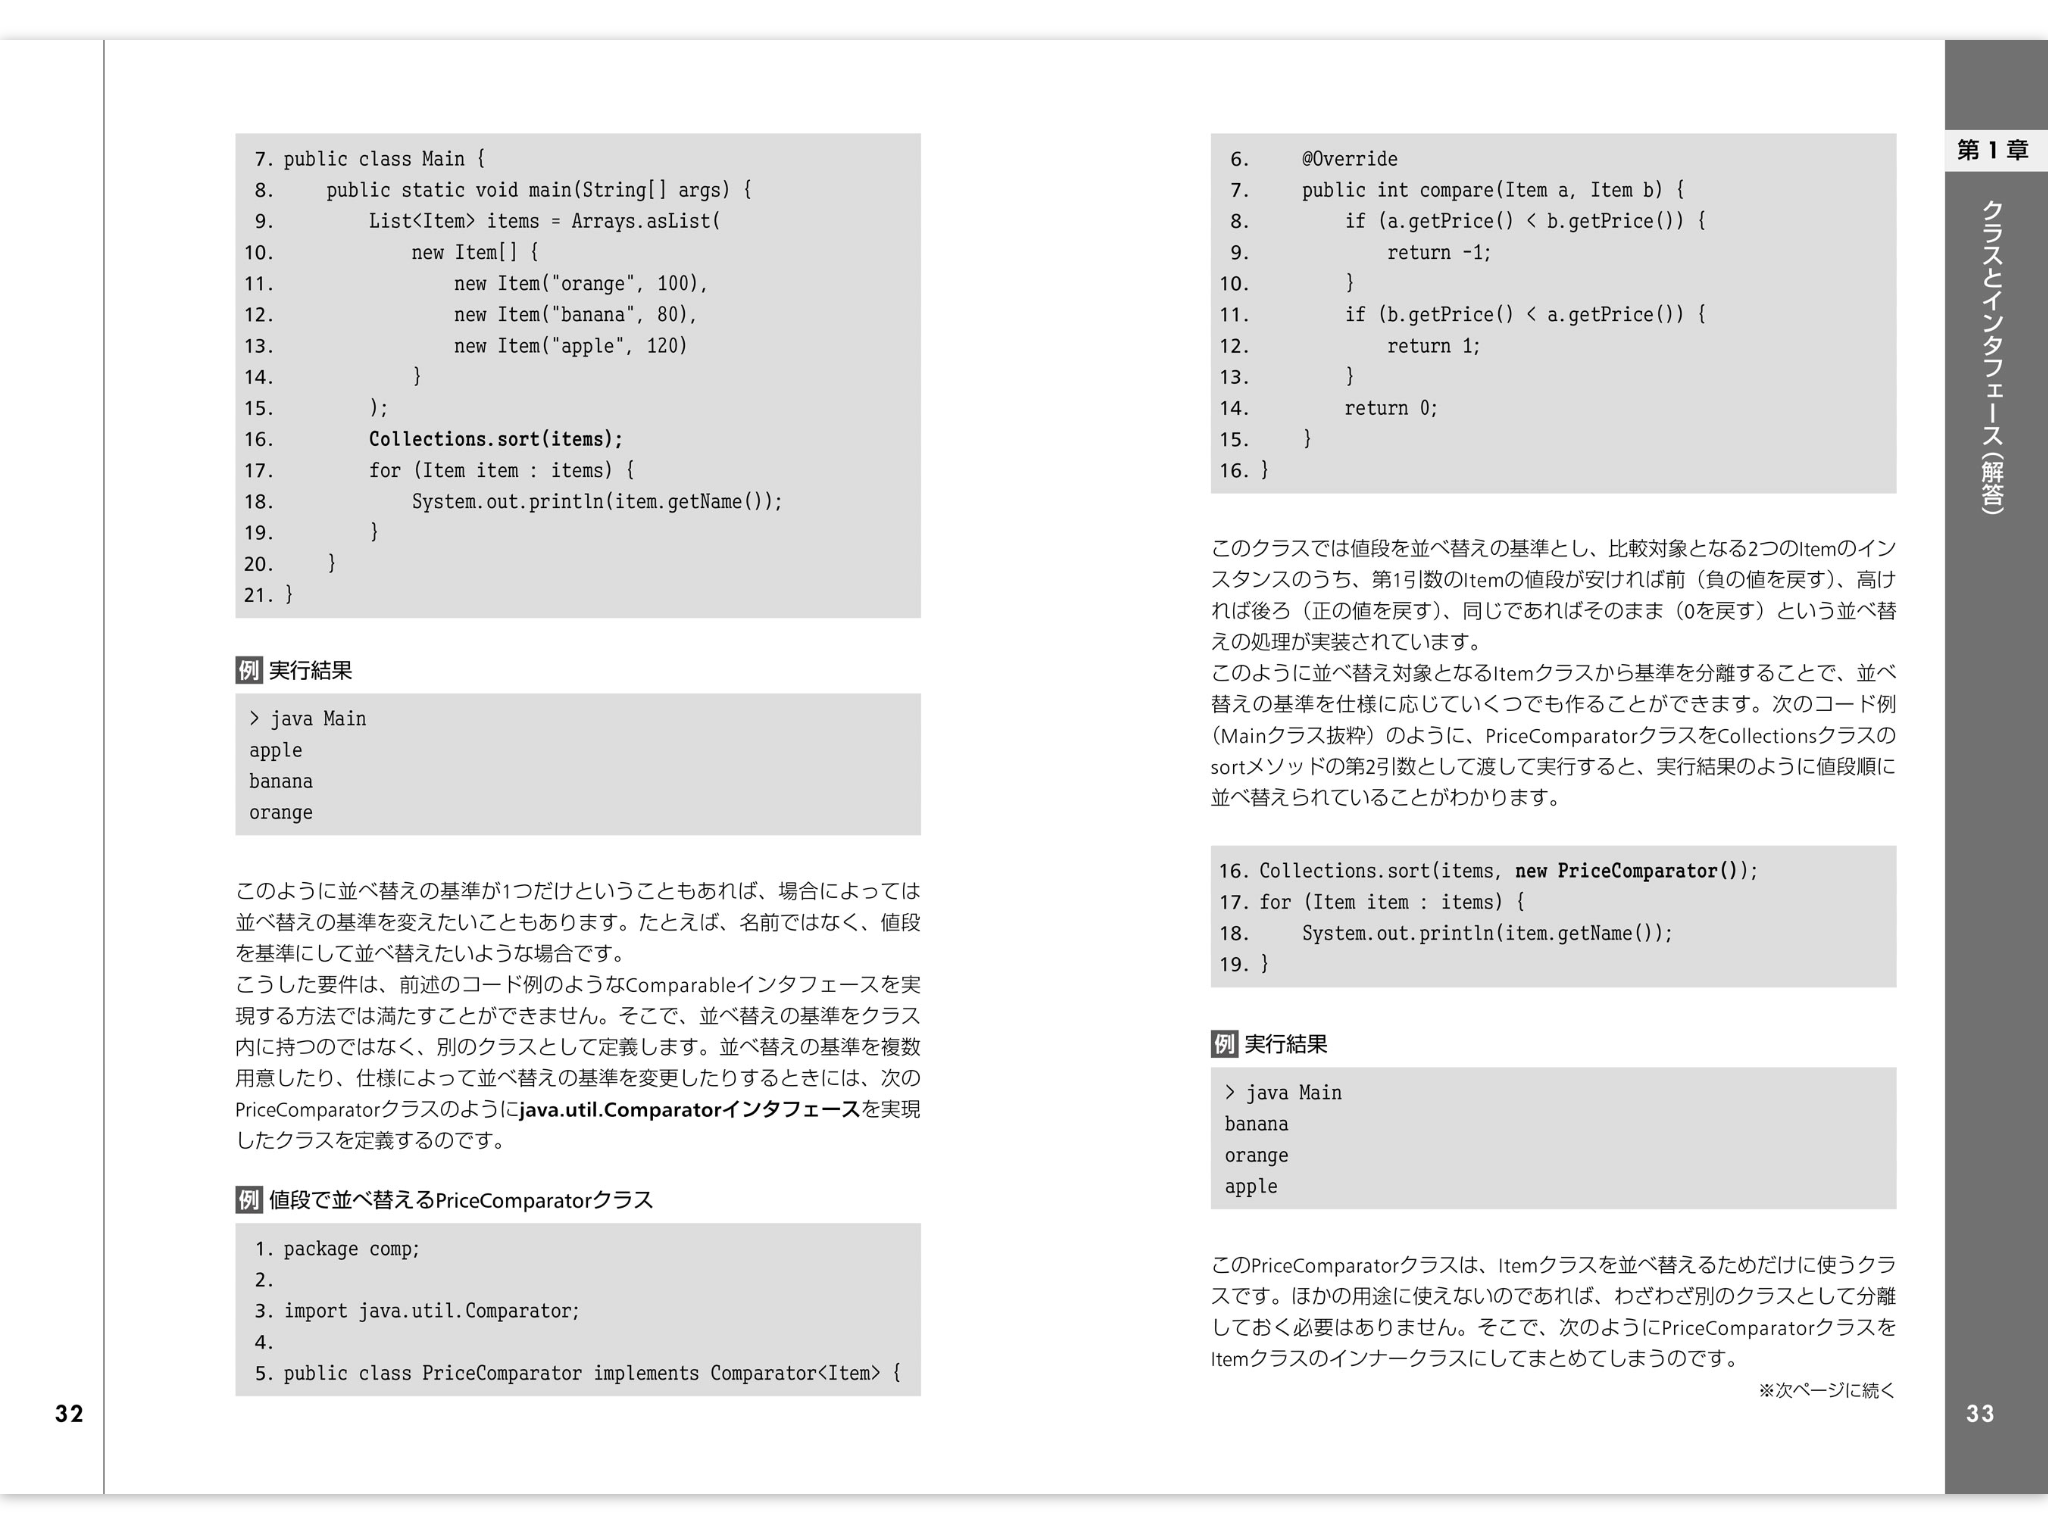 7. public class Main {
8.     public static void main(String[] args) {
9.         List<Item> items = Arrays.asList(
10.             new Item[] {
11.                 new Item("orange", 100),
12.                 new Item("banana", 80),
13.                 new Item("apple", 120)
14.             }
15.         );
16.         Collections.sort(items);
17.         for (Item item : items) {
18.             System.out.println(item.getName());
19.         }
20.     }
21. }
例 実行結果
> java Main
apple
banana
orange
このように並べ替えの基準が1つだけということもあれば、場合によっては
並べ替えの基準を変えたいこともあります。たとえば、名前ではなく、値段
を基準にして並べ替えたいような場合です。
こうした要件は、前述のコード例のようなComparableインタフェースを実
現する方法では満たすことができません。そこで、並べ替えの基準をクラス
内に持つのではなく、別のクラスとして定義します。並べ替えの基準を複数
用意したり、仕様によって並べ替えの基準を変更したりするときには、次の
PriceComparatorクラスのようにjava.util.Comparatorインタフェースを実現
したクラスを定義するのです。
例 値段で並べ替えるPriceComparatorクラス
1. package comp;
2.
3. import java.util.Comparator;
4.
5. public class PriceComparator implements Comparator<Item> {
32
6.     @Override
7.     public int compare(Item a, Item b) {
8.         if (a.getPrice() < b.getPrice()) {
9.             return -1;
10.         }
11.         if (b.getPrice() < a.getPrice()) {
12.             return 1;
13.         }
14.         return 0;
15.     }
16. }
このクラスでは値段を並べ替えの基準とし、比較対象となる2つのItemのイン
スタンスのうち、第1引数のItemの値段が安ければ前（負の値を戻す）、高け
れば後ろ（正の値を戻す）、同じであればそのまま（0を戻す）という並べ替
えの処理が実装されています。
このように並べ替え対象となるItemクラスから基準を分離することで、並べ
替えの基準を仕様に応じていくつでも作ることができます。次のコード例
（Mainクラス抜粋）のように、PriceComparatorクラスをCollectionsクラスの
sortメソッドの第2引数として渡して実行すると、実行結果のように値段順に
並べ替えられていることがわかります。
16. Collections.sort(items, new PriceComparator());
17. for (Item item : items) {
18.     System.out.println(item.getName());
19. }
例 実行結果
> java Main
banana
orange
apple
このPriceComparatorクラスは、Itemクラスを並べ替えるためだけに使うクラ
スです。ほかの用途に使えないのであれば、わざわざ別のクラスとして分離
しておく必要はありません。そこで、次のようにPriceComparatorクラスを
Itemクラスのインナークラスにしてまとめてしまうのです。
※次ページに続く
第1章
クラスとインタフェース（解答）
33